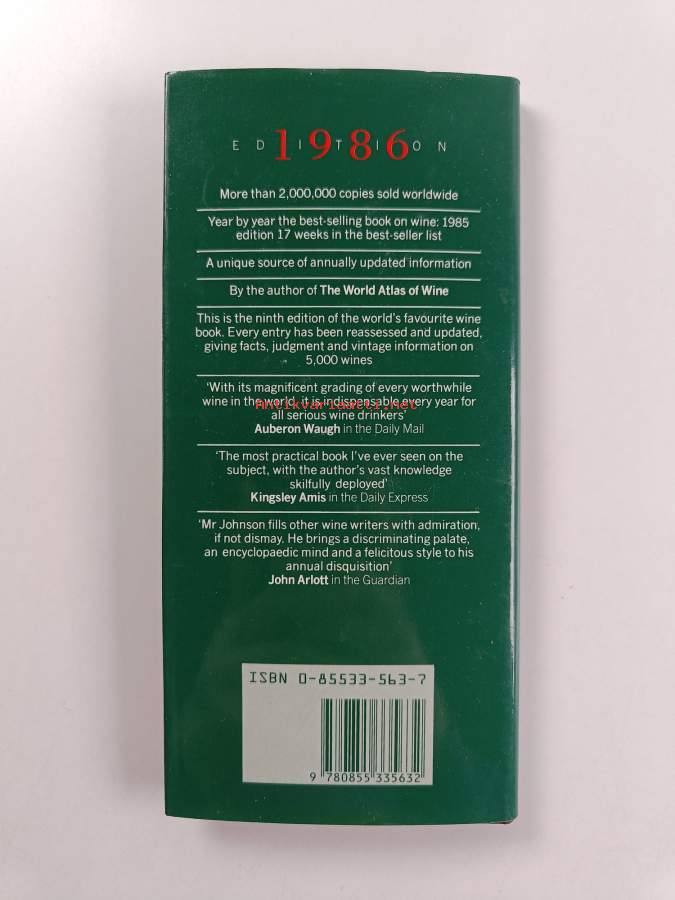 1986
EDITION
More than 2,000,000 copies sold worldwide
Year by year the best-selling book on wine: 1985
edition 17 weeks in the best-seller list
A unique source of annually updated information
By the author of The World Atlas of Wine
This is the ninth edition of the world's favourite wine
book. Every entry has been reassessed and updated,
giving facts, judgment and vintage information on
5,000 wines
'With its magnificent grading of every worthwhile
wine in the world, it is indispensable every year for
all serious wine drinkers'
Auberon Waugh in the Daily Mail
Antikvariaatti.net
'The most practical book I've ever seen on the
subject, with the author's vast knowledge
skilfully deployed'
Kingsley Amis in the Daily Express
'Mr Johnson fills other wine writers with admiration,
if not dismay. He brings a discriminating palate,
an encyclopaedic mind and a felicitous style to his
annual disquisition'
John Arlott in the Guardian
ISBN 0-85533-563-7
9 780855 335632